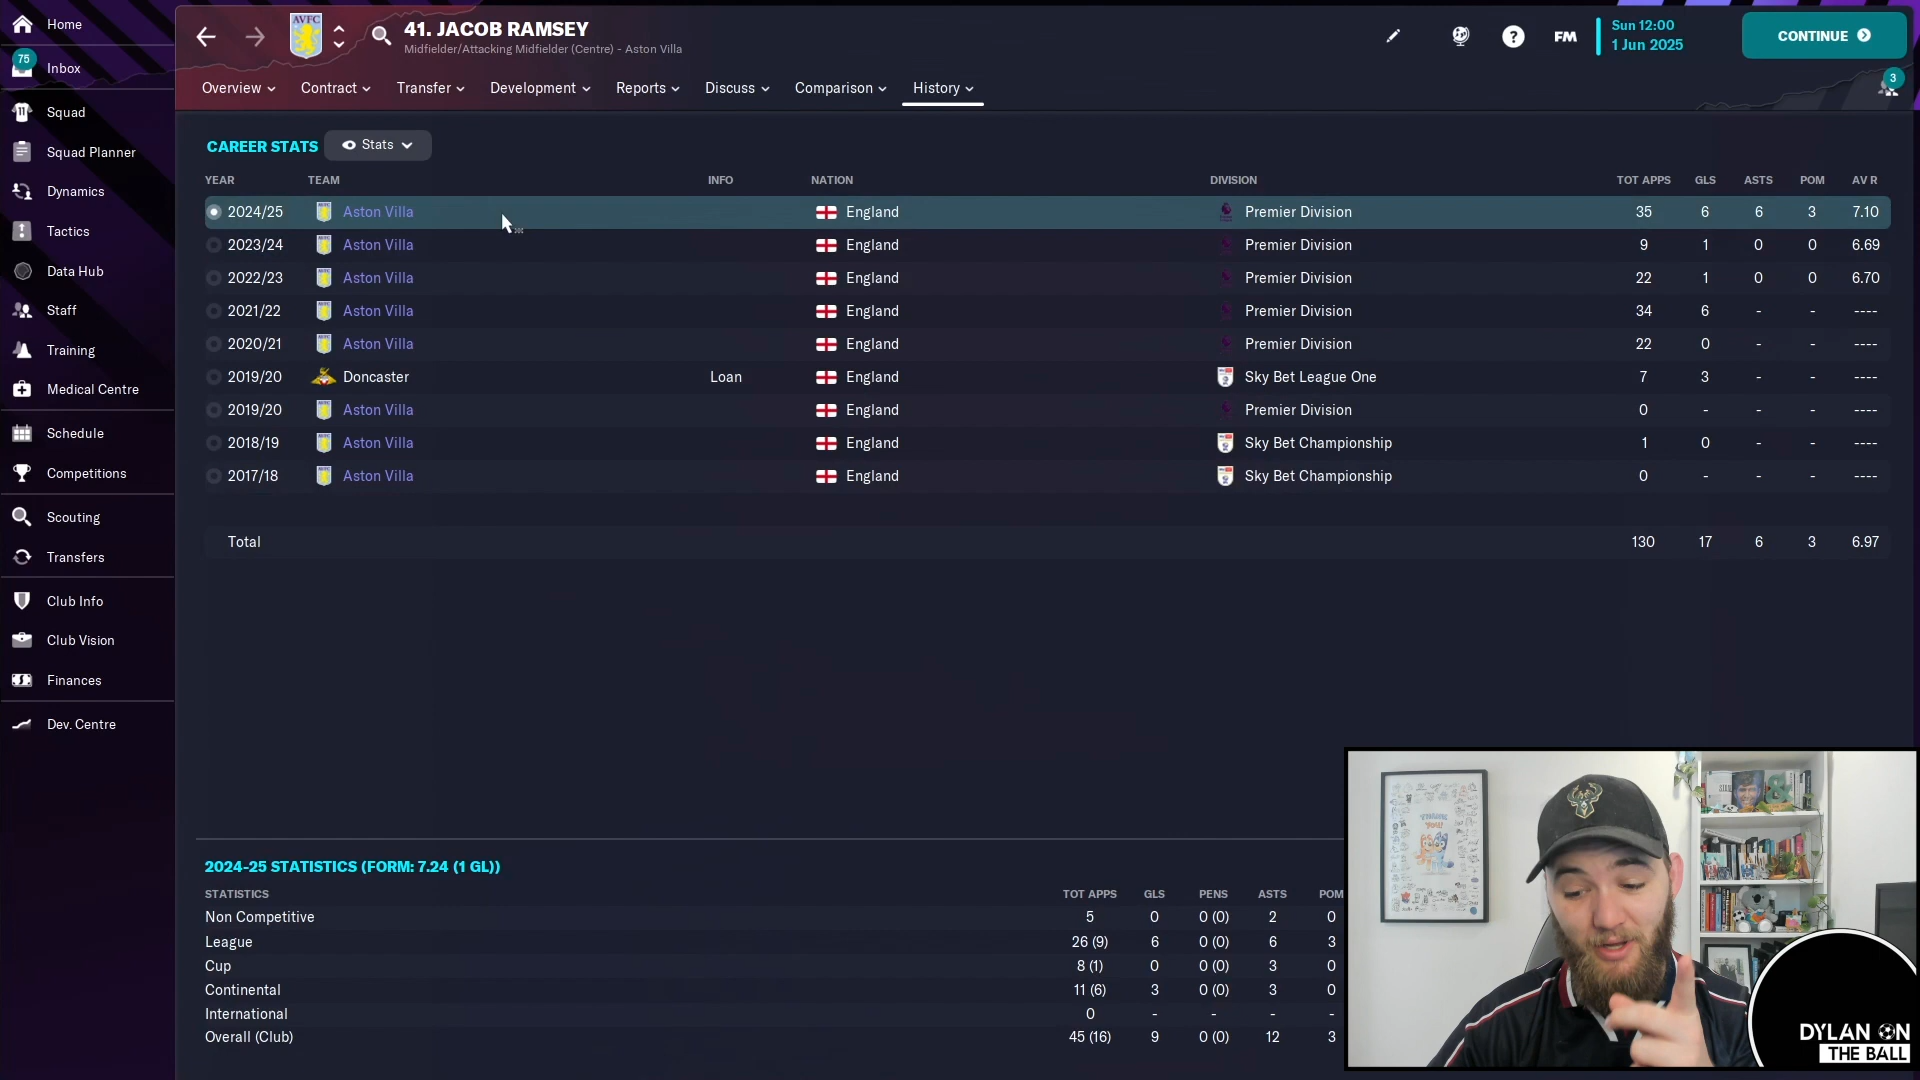 Home
75
Inbox
Squad
Squad Planner
Dynamics
Tactics
Data Hub
Staff
Training
Medical Centre
Schedule
Competitions
Scouting
Transfers
Club Info
Club Vision
Finances
Dev. Centre
AVFC
41. JACOB RAMSEY
Midfielder/Attacking Midfielder (Centre) - Aston Villa
FM
Sun 12:00
1 Jun 2025
CONTINUE
3
Overview Contract Transfer Development Reports Discuss Comparison History
CAREER STATS Stats
YEAR TEAM INFO NATION DIVISION TOT APPS GLS ASTS POM AV R
2024/25 Aston Villa England Premier Division 35 6 6 3 7.10
2023/24 Aston Villa England Premier Division 9 1 0 0 6.69
2022/23 Aston Villa England Premier Division 22 1 0 0 6.70
2021/22 Aston Villa England Premier Division 34 6 - - ----
2020/21 Aston Villa England Premier Division 22 0 - - ----
2019/20 Doncaster Loan England Sky Bet League One 7 3 - - ----
2019/20 Aston Villa England Premier Division 0 - - - ----
2018/19 Aston Villa England Sky Bet Championship 1 0 - - ----
2017/18 Aston Villa England Sky Bet Championship 0 - - - ----
Total 130 17 6 3 6.97
2024-25 STATISTICS (FORM: 7.24 (1 GL))
STATISTICS TOT APPS GLS PENS ASTS POM
Non Competitive 5 0 0 (0) 2 0
League 26 (9) 6 0 (0) 6 3
Cup 8 (1) 0 0 (0) 3 0
Continental 11 (6) 3 0 (0) 3 0
International 0 - - - -
Overall (Club) 45 (16) 9 0 (0) 12 3
THANK
YOU!
DYLAN ON
THE BALL